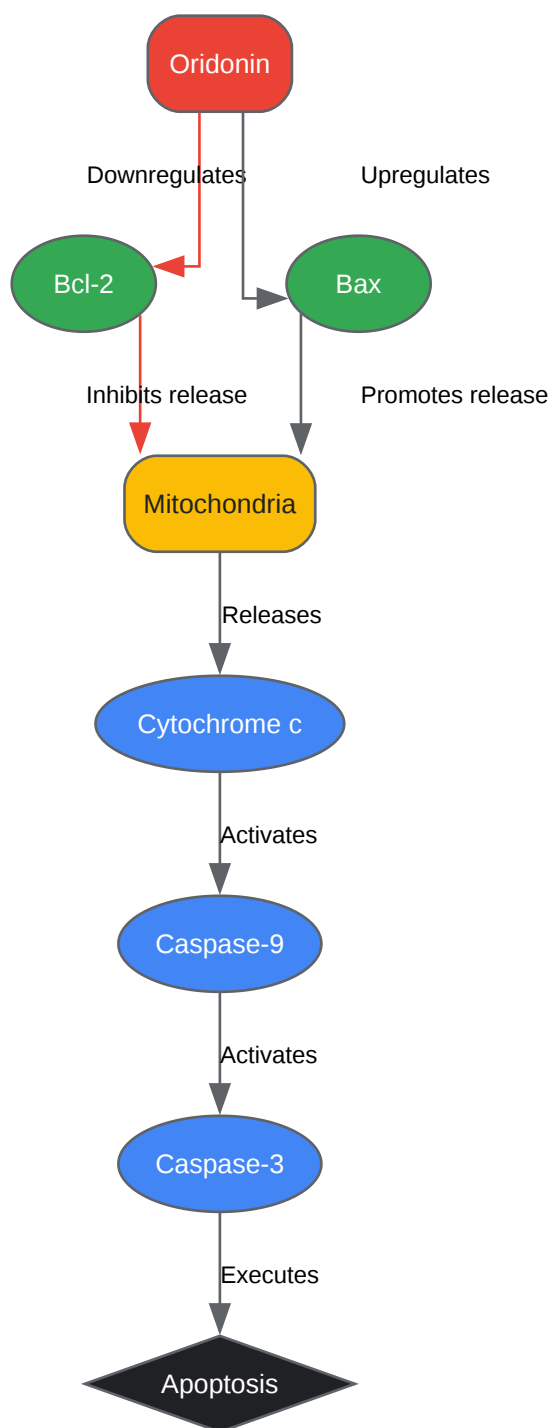 Oridonin
Downregulates
Upregulates
Bcl-2
Bax
Inhibits release
Promotes release
Mitochondria
Releases
Cytochrome c
Activates
Caspase-9
Activates
Caspase-3
Executes
Apoptosis